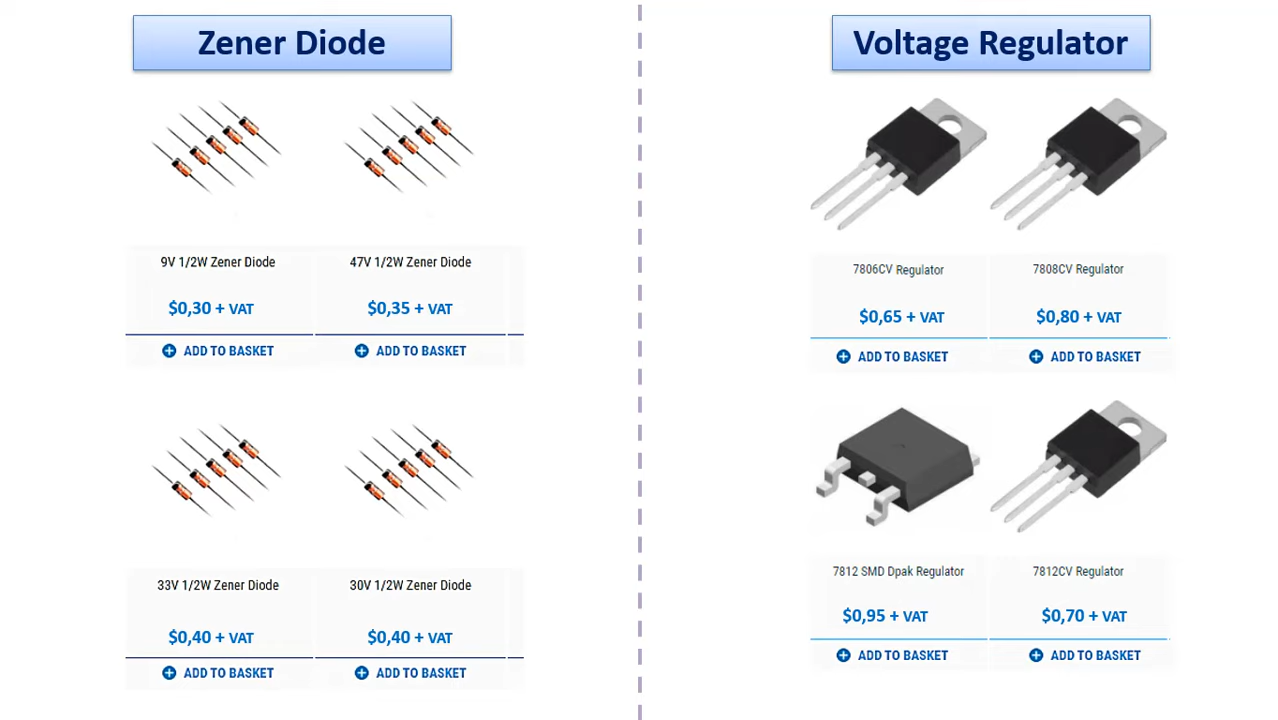 Zener Diode
9V 1/2W Zener Diode
$0,30 + VAT
ADD TO BASKET
47V 1/2W Zener Diode
$0,35 + VAT
ADD TO BASKET
33V 1/2W Zener Diode
$0,40 + VAT
ADD TO BASKET
30V 1/2W Zener Diode
$0,40 + VAT
ADD TO BASKET
Voltage Regulator
7806CV Regulator
$0,65 + VAT
ADD TO BASKET
7808CV Regulator
$0,80 + VAT
ADD TO BASKET
7812 SMD Dpak Regulator
$0,95 + VAT
ADD TO BASKET
7812CV Regulator
$0,70 + VAT
ADD TO BASKET